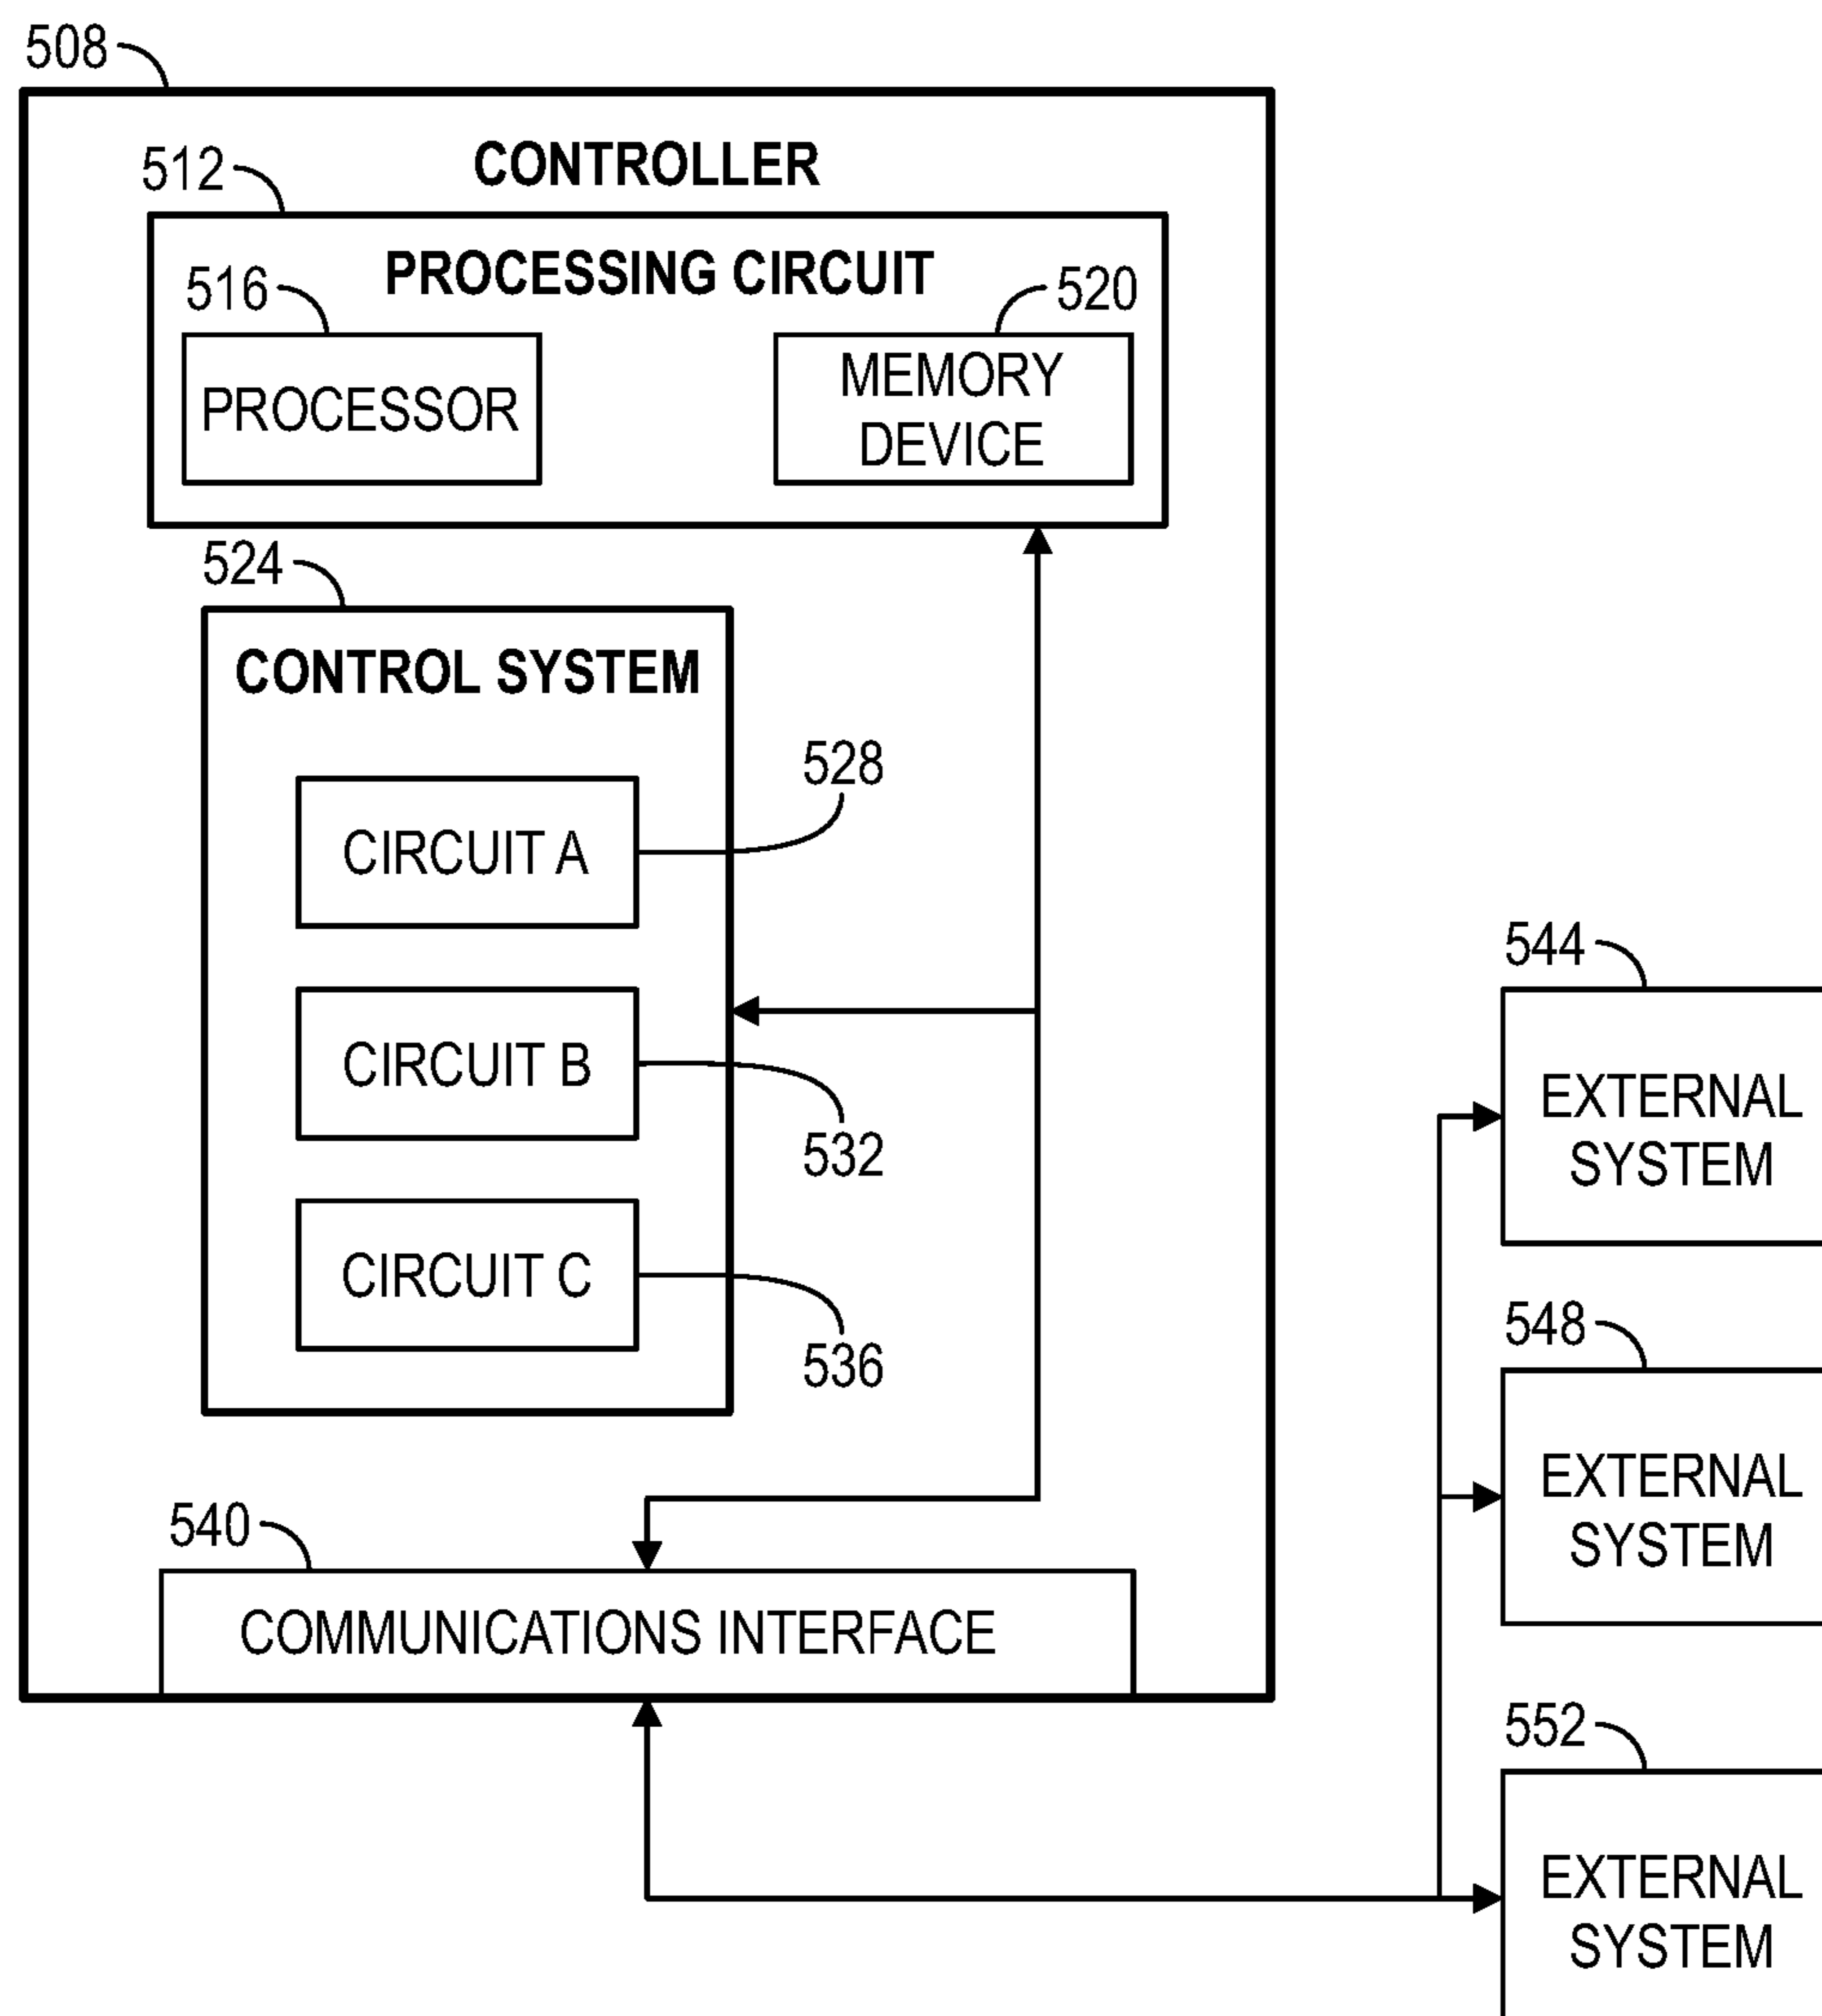 508
CONTROLLER
512
PROCESSING CIRCUIT
516
520
PROCESSOR
MEMORY
DEVICE
524
CONTROL SYSTEM
528
CIRCUIT A
CIRCUIT B
532
CIRCUIT C
536
540
COMMUNICATIONS INTERFACE
544
EXTERNAL
SYSTEM
548
EXTERNAL
SYSTEM
552
EXTERNAL
SYSTEM